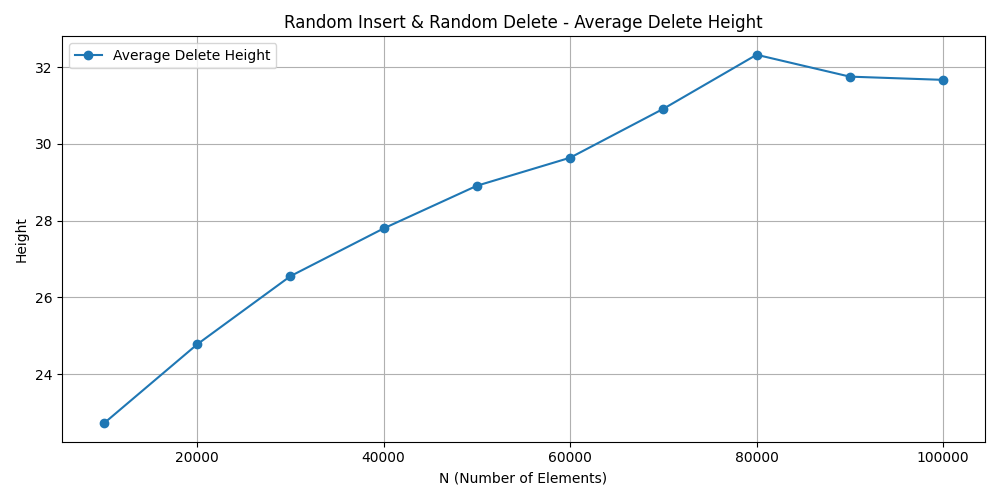 Random Insert & Random Delete - Average Delete Height
Average Delete Height
32
30
28
26
24
Height
20000 40000 60000 80000 100000
N (Number of Elements)